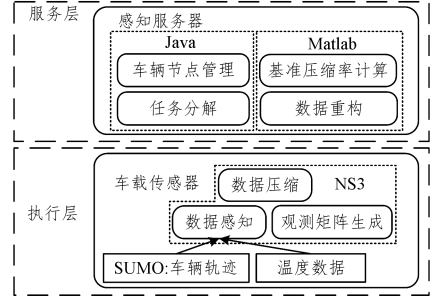 服务层
感知服务器
Java
Matlab
车辆节点管理
基准压缩率计算
任务分解
数据重构
执行层
车载传感器
数据压缩
NS3
数据感知
观测矩阵生成
SUMO:车辆轨迹
温度数据